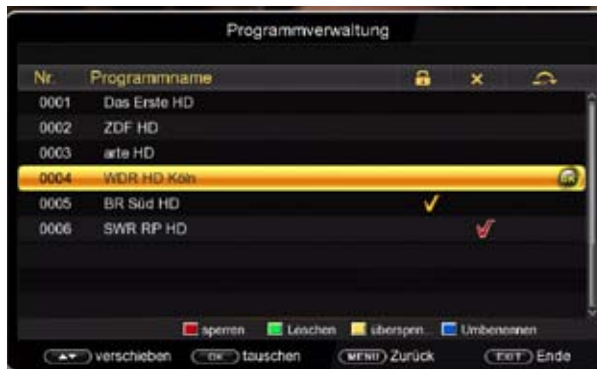 Programmverwaltung
Nr. Programmname
0001 Das Erste HD
0002 ZDF HD
0003 arte HD
0004 WDR HD Köln OK
0005 BR Süd HD
0006 SWR RP HD
sperren Löschen überspri... Umbenennen
verschieben OK tauschen MENU Zurück EXIT Ende